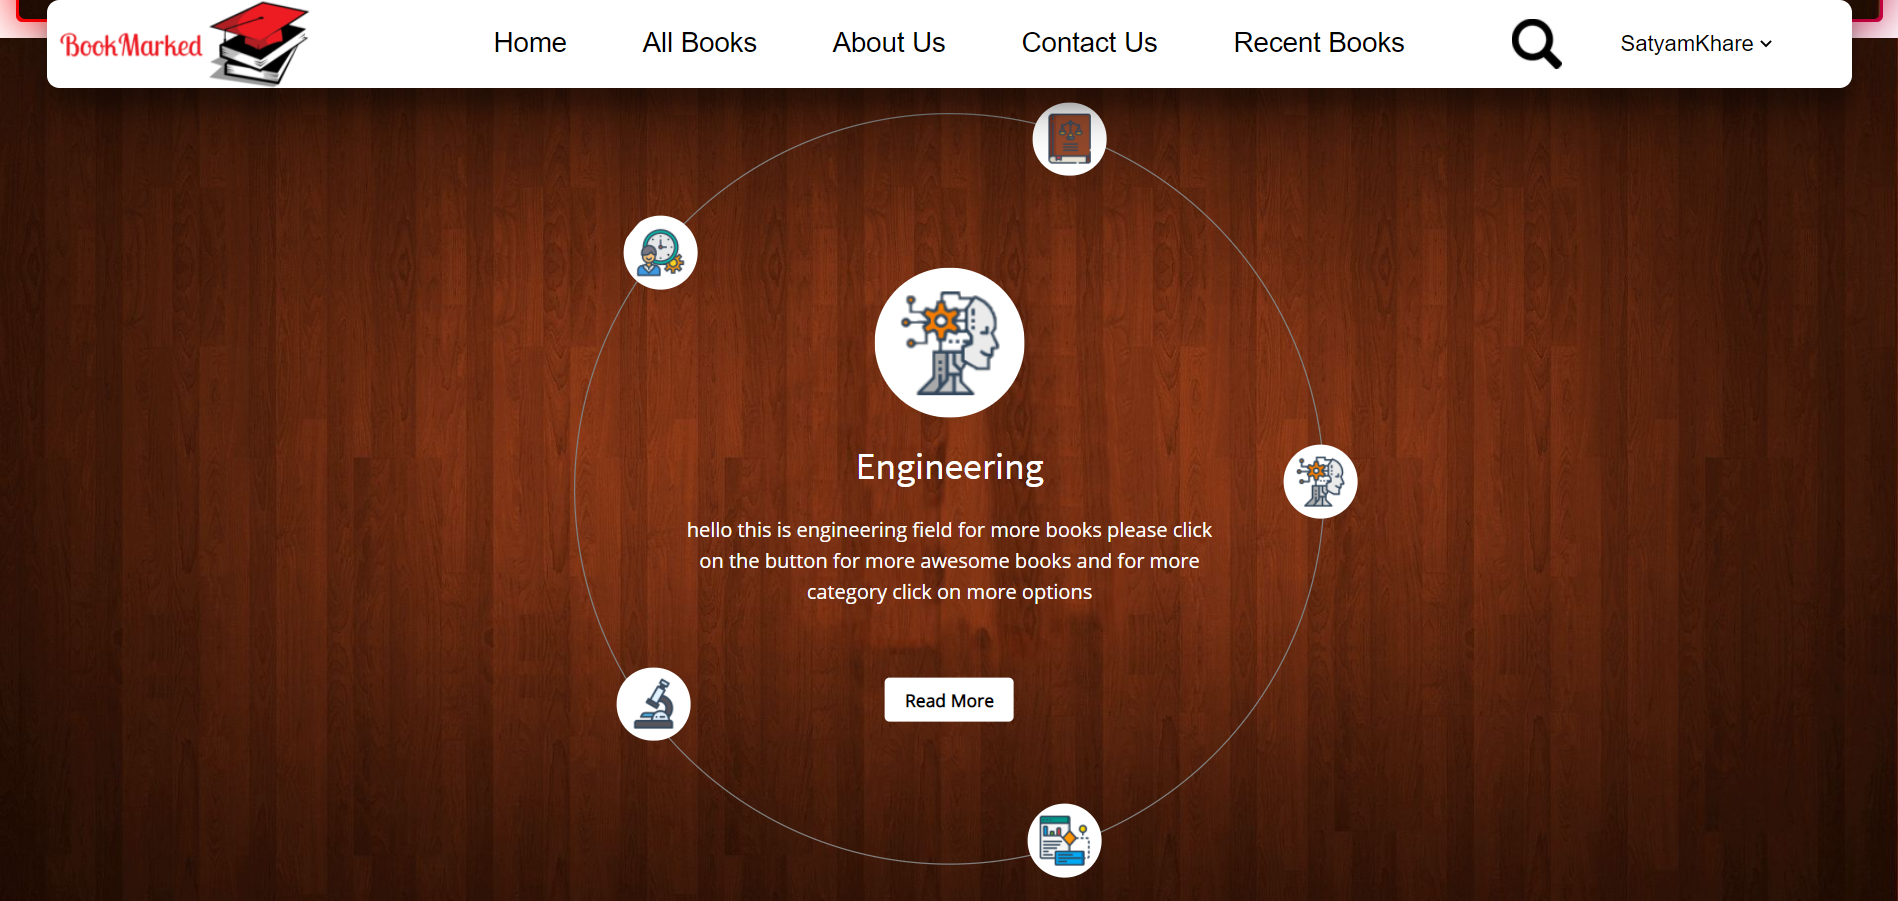 BookMarked
Home
All Books
About Us
Contact Us
Recent Books
SatyamKhare
Engineering
hello this is engineering field for more books please click
on the button for more awesome books and for more
category click on more options
Read More